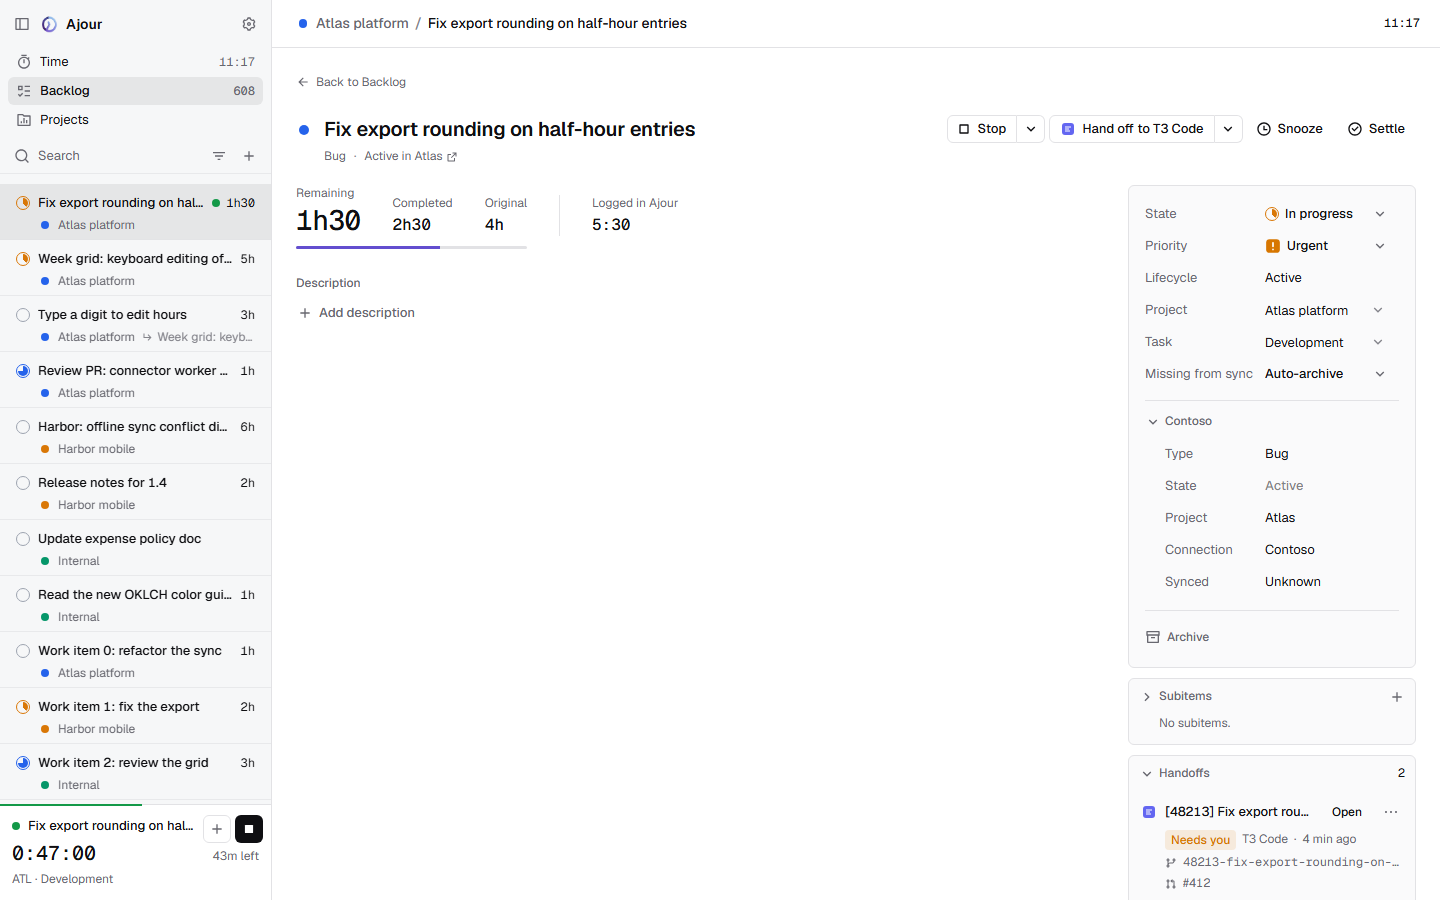 Ajour
Time 11:17
Backlog 608
Projects
Search
Fix export rounding on hal... 1h30
Atlas platform
Week grid: keyboard editing of... 5h
Atlas platform
Type a digit to edit hours 3h
Atlas platform Week grid: keyb...
Review PR: connector worker ... 1h
Atlas platform
Harbor: offline sync conflict di... 6h
Harbor mobile
Release notes for 1.4 2h
Harbor mobile
Update expense policy doc
Internal
Read the new OKLCH color gui... 1h
Internal
Work item 0: refactor the sync 1h
Atlas platform
Work item 1: fix the export 2h
Harbor mobile
Work item 2: review the grid 3h
Internal
Fix export rounding on hal...
0:47:00
43m left
ATL · Development
Atlas platform / Fix export rounding on half-hour entries 11:17
Back to Backlog
Fix export rounding on half-hour entries
Bug · Active in Atlas
Stop Hand off to T3 Code Snooze Settle
Remaining Completed Original Logged in Ajour
1h30 2h30 4h 5:30
Description
Add description
State In progress
Priority Urgent
Lifecycle Active
Project Atlas platform
Task Development
Missing from sync Auto-archive
Contoso
Type Bug
State Active
Project Atlas
Connection Contoso
Synced Unknown
Archive
Subitems
No subitems.
Handoffs 2
[48213] Fix export rou... Open
Needs you T3 Code · 4 min ago
48213-fix-export-rounding-on-...
#412